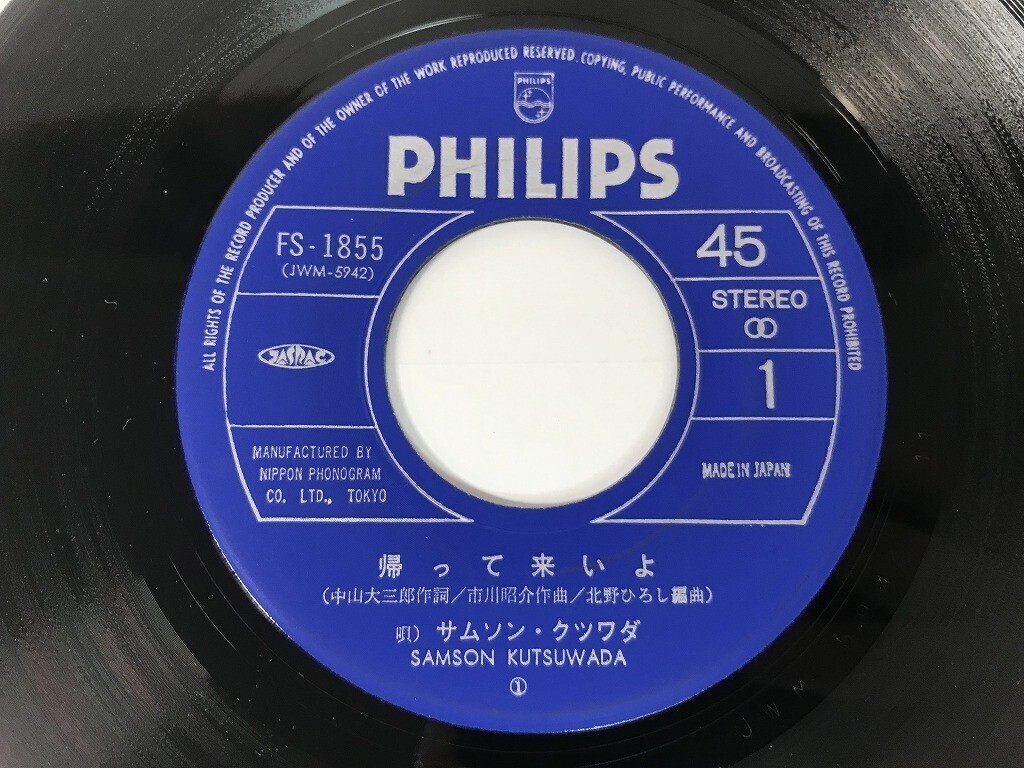 ALL RIGHTS OF THE RECORD PRODUCER AND OF THE OWNER OF THE WORK REPRODUCED RESERVED. COPYING, PUBLIC PERFORMANCE AND BROADCASTING OF THIS RECORD PROHIBITED
PHILIPS
PHILIPS
FS-1855
(JWM-5942)
45
STEREO
1
JASRAC
MANUFACTURED BY
NIPPON PHONOGRAM
CO. LTD., TOKYO
MADE IN JAPAN
帰って来いよ
(中山大三郎作詞/市川昭介作曲/北野ひろし編曲)
唄) サムソン・クツワダ
SAMSON KUTSUWADA
①